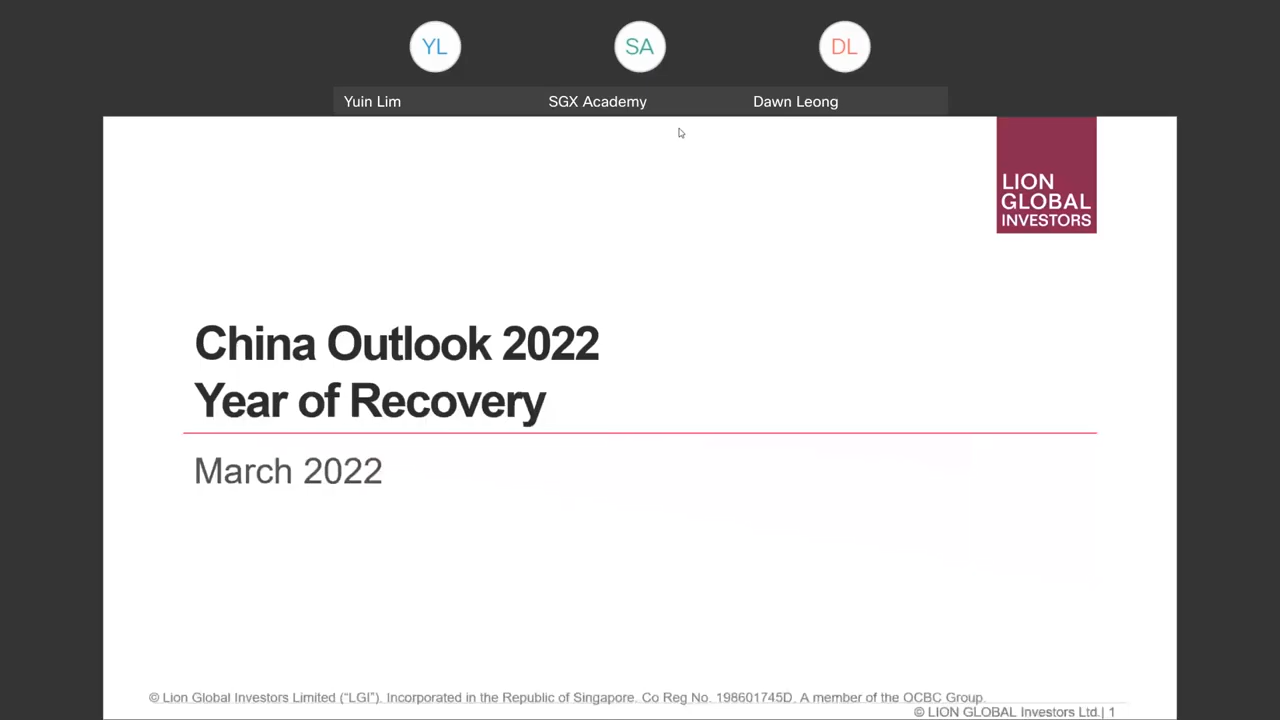 YL
SA
DL
Yuin Lim
SGX Academy
Dawn Leong
LION
GLOBAL
INVESTORS
China Outlook 2022
Year of Recovery
March 2022
© Lion Global Investors Limited (“LGI”). Incorporated in the Republic of Singapore. Co Reg No. 198601745D. A member of the OCBC Group.
© LION GLOBAL Investors Ltd.| 1